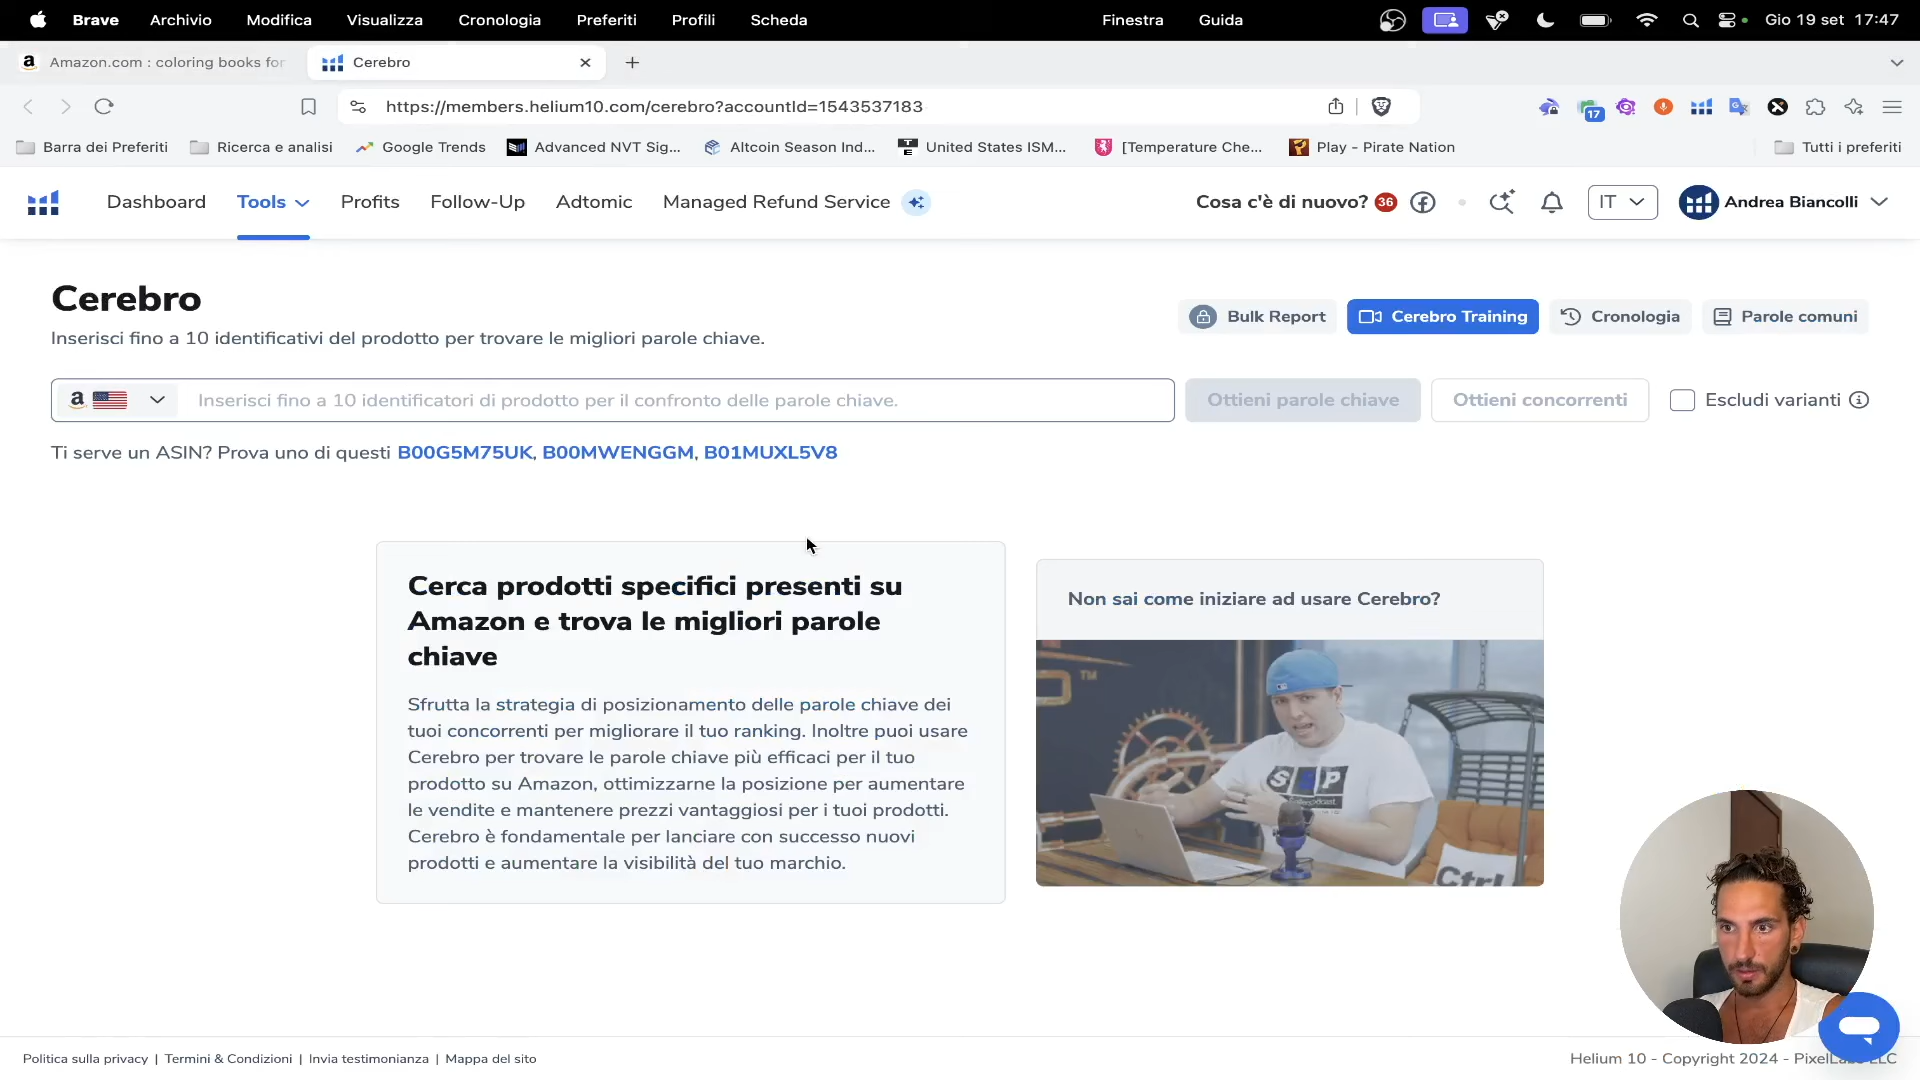 Brave Archivio Modifica Visualizza Cronologia Preferiti Profili Scheda Finestra Guida Gio 19 set 17:47
Amazon.com : coloring books for
Cerebro
https://members.helium10.com/cerebro?accountId=1543537183
17
Barra dei Preferiti Ricerca e analisi Google Trends Advanced NVT Sig... Altcoin Season Ind... United States ISM... [Temperature Che... Play - Pirate Nation Tutti i preferiti
Dashboard Tools Profits Follow-Up Adtomic Managed Refund Service Cosa c'è di nuovo? 36 IT Andrea Biancolli
Cerebro
Inserisci fino a 10 identificativi del prodotto per trovare le migliori parole chiave.
Bulk Report Cerebro Training Cronologia Parole comuni
Inserisci fino a 10 identificatori di prodotto per il confronto delle parole chiave.
Ottieni parole chiave Ottieni concorrenti Escludi varianti
Ti serve un ASIN? Prova uno di questi B00G5M75UK, B00MWENGGM, B01MUXL5V8
Cerca prodotti specifici presenti su
Amazon e trova le migliori parole
chiave
Sfrutta la strategia di posizionamento delle parole chiave dei
tuoi concorrenti per migliorare il tuo ranking. Inoltre puoi usare
Cerebro per trovare le parole chiave più efficaci per il tuo
prodotto su Amazon, ottimizzarne la posizione per aumentare
le vendite e mantenere prezzi vantaggiosi per i tuoi prodotti.
Cerebro è fondamentale per lanciare con successo nuovi
prodotti e aumentare la visibilità del tuo marchio.
Non sai come iniziare ad usare Cerebro?
TM
Ctrl
Politica sulla privacy | Termini & Condizioni | Invia testimonianza | Mappa del sito
Helium 10 - Copyright 2024 - LLC